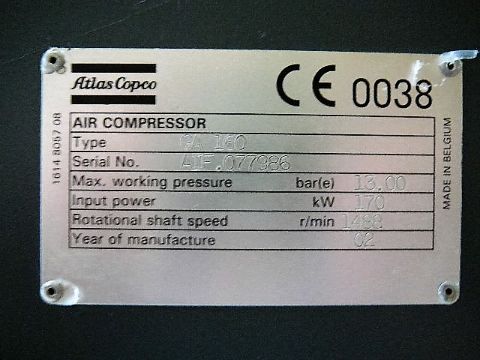 Atlas Copco
CE 0038
AIR COMPRESSOR
Type GA 160
Serial No. AIF.077986
Max. working pressure bar(e) 13.00
Input power kW 170
Rotational shaft speed r/min 1488
Year of manufacture 02
1614 8057 08
MADE IN BELGIUM